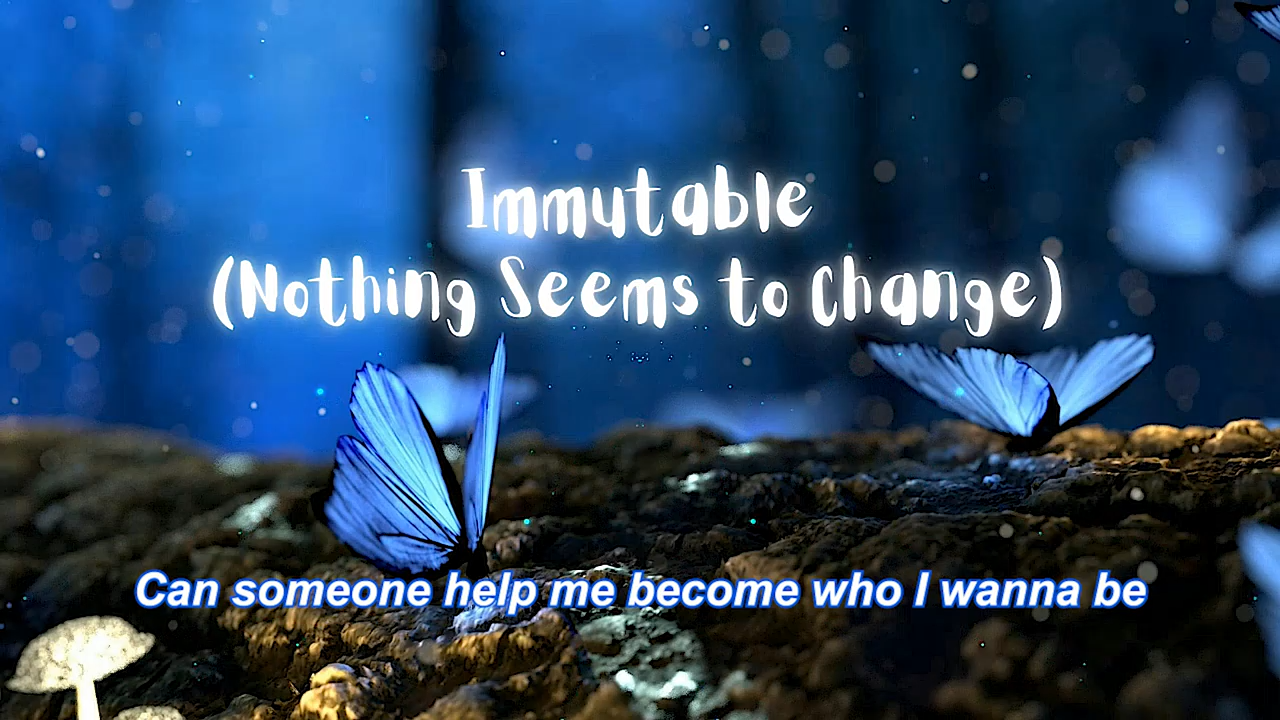 Immutable
(Nothing Seems to Change)
Can someone help me become who I wanna be